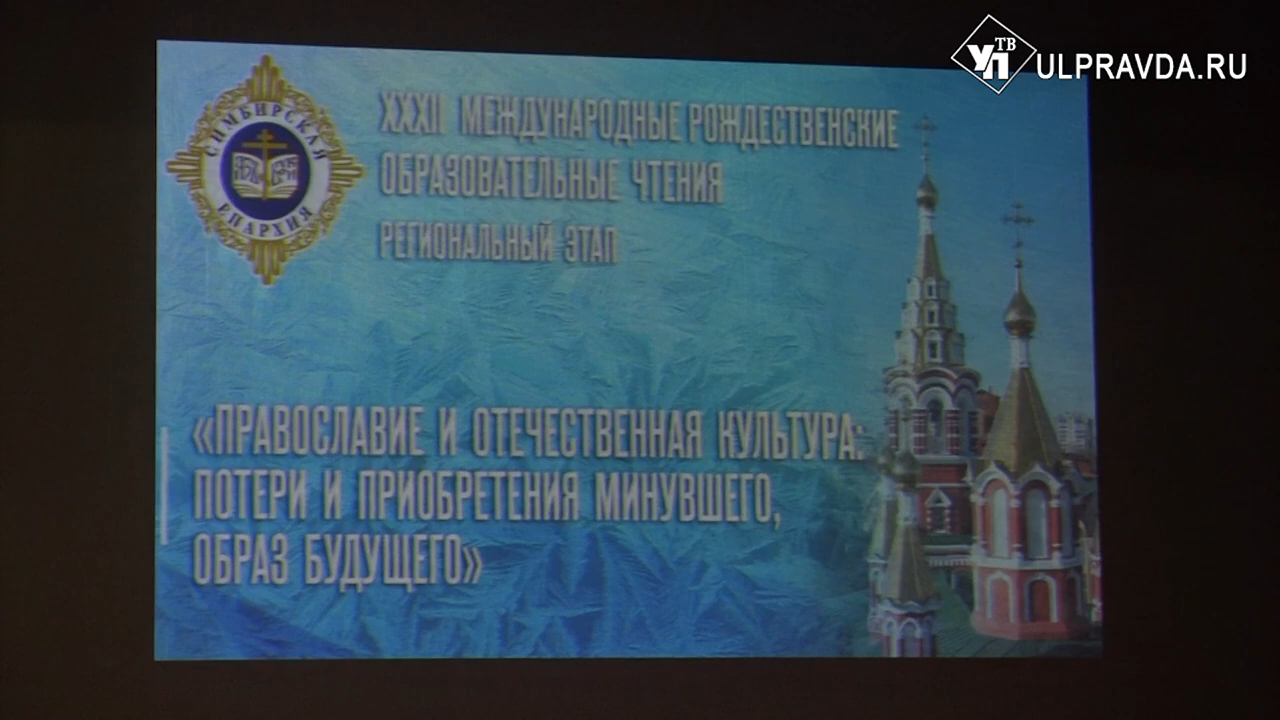 УП ТВ
ULPRAVDA.RU
СИМБИРСКАЯ
ЕПАРХИЯ
XXXII МЕЖДУНАРОДНЫЕ РОЖДЕСТВЕНСКИЕ
ОБРАЗОВАТЕЛЬНЫЕ ЧТЕНИЯ
РЕГИОНАЛЬНЫЙ ЭТАП
«ПРАВОСЛАВИЕ И ОТЕЧЕСТВЕННАЯ КУЛЬТУРА:
ПОТЕРИ И ПРИОБРЕТЕНИЯ МИНУВШЕГО,
ОБРАЗ БУДУЩЕГО»